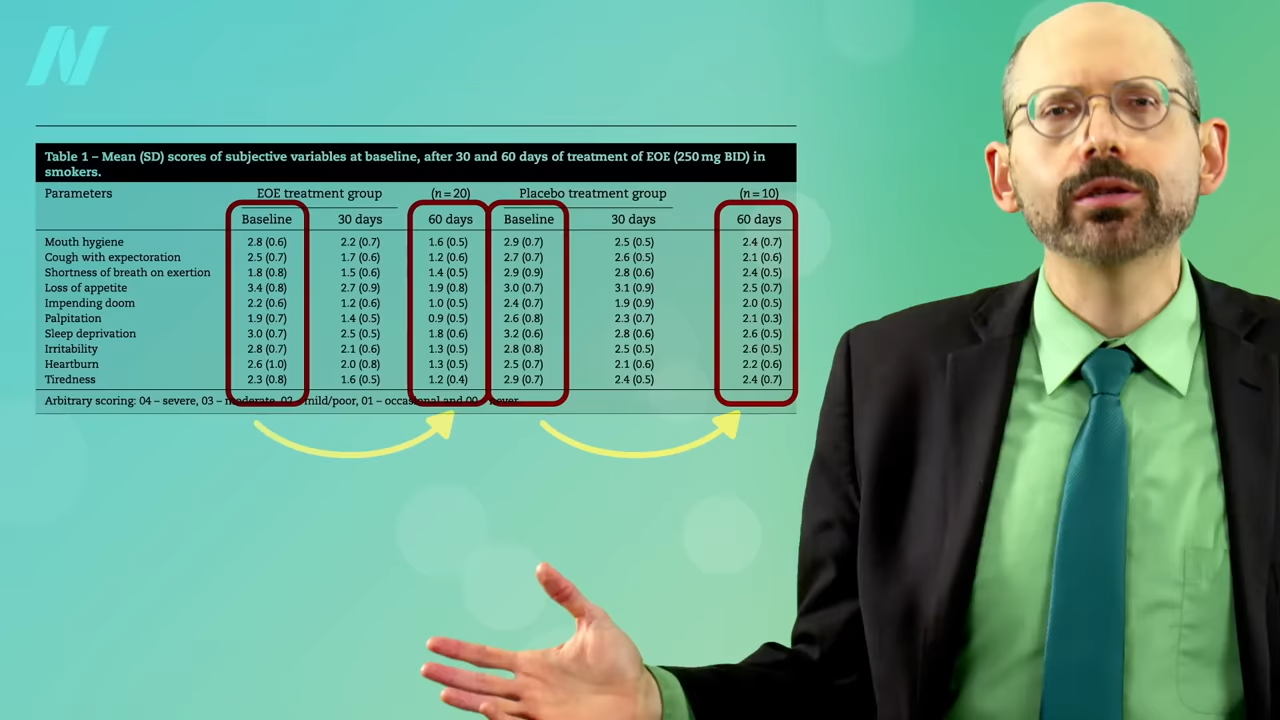 Table 1 – Mean (SD) scores of subjective variables at baseline, after 30 and 60 days of treatment of EOE (250 mg BID) in
smokers.
Parameters EOE treatment group (n = 20) Placebo treatment group (n = 10)
Baseline 30 days 60 days Baseline 30 days 60 days
Mouth hygiene 2.8 (0.6) 2.2 (0.7) 1.6 (0.5) 2.9 (0.7) 2.5 (0.5) 2.4 (0.7)
Cough with expectoration 2.5 (0.7) 1.7 (0.6) 1.2 (0.6) 2.7 (0.7) 2.6 (0.5) 2.1 (0.6)
Shortness of breath on exertion 1.8 (0.8) 1.5 (0.6) 1.4 (0.5) 2.9 (0.9) 2.8 (0.6) 2.4 (0.5)
Loss of appetite 3.4 (0.8) 2.7 (0.9) 1.9 (0.8) 3.0 (0.7) 3.1 (0.9) 2.5 (0.7)
Impending doom 2.2 (0.6) 1.2 (0.6) 1.0 (0.5) 2.4 (0.7) 1.9 (0.9) 2.0 (0.5)
Palpitation 1.9 (0.7) 1.4 (0.5) 0.9 (0.5) 2.6 (0.8) 2.3 (0.7) 2.1 (0.3)
Sleep deprivation 3.0 (0.7) 2.5 (0.5) 1.8 (0.6) 3.2 (0.6) 2.8 (0.6) 2.6 (0.5)
Irritability 2.8 (0.7) 2.1 (0.6) 1.3 (0.5) 2.8 (0.8) 2.5 (0.5) 2.6 (0.5)
Heartburn 2.6 (1.0) 2.0 (0.8) 1.3 (0.5) 2.5 (0.7) 2.1 (0.6) 2.2 (0.6)
Tiredness 2.3 (0.8) 1.6 (0.5) 1.2 (0.4) 2.9 (0.7) 2.4 (0.5) 2.4 (0.7)
Arbitrary scoring: 04 – severe, 03 – moderate, 02 – mild/poor, 01 – occasional and 00 – never.